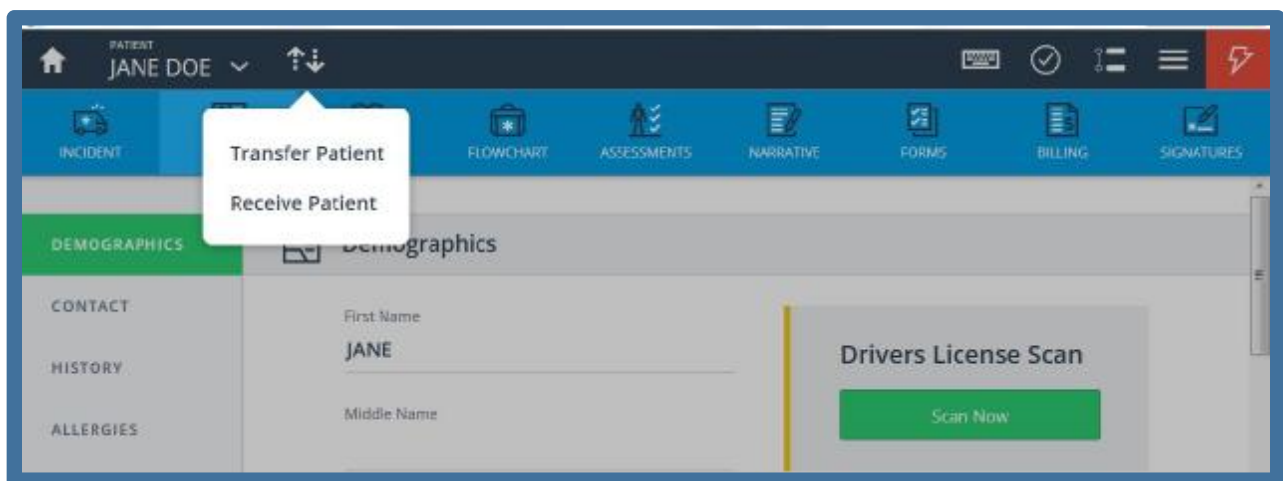 PATIENT
JANE DOE
INCIDENT
FLOWCHART
ASSESSMENTS
NARRATIVE
FORMS
BILLING
SIGNATURES
Transfer Patient
Receive Patient
DEMOGRAPHICS
Demographics
CONTACT
HISTORY
ALLERGIES
First Name
JANE
Middle Name
Drivers License Scan
Scan Now